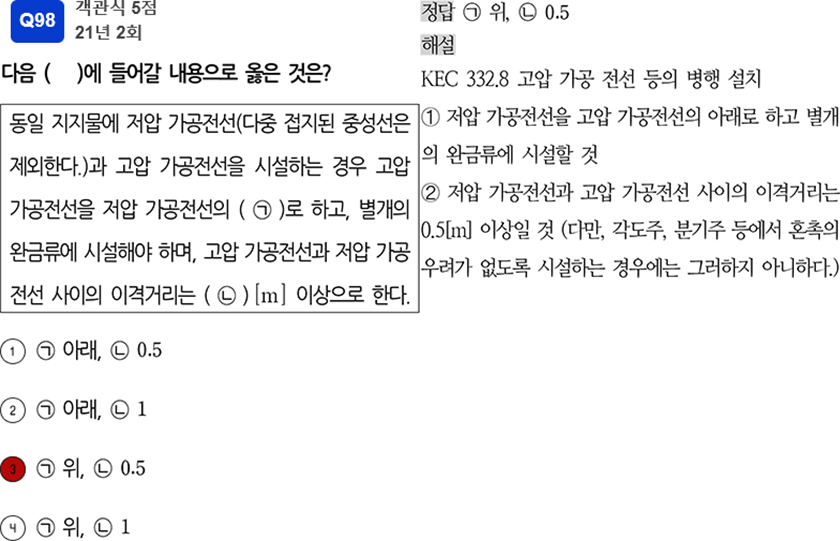 Q98
객관식 5점
21년 2회
다음 ( )에 들어갈 내용으로 옳은 것은?
동일 지지물에 저압 가공전선(다중 접지된 중성선은
제외한다.)과 고압 가공전선을 시설하는 경우 고압
가공전선을 저압 가공전선의 ( ㉠ )로 하고, 별개의
완금류에 시설해야 하며, 고압 가공전선과 저압 가공
전선 사이의 이격거리는 ( ㉡ ) [m] 이상으로 한다.
① ㉠ 아래, ㉡ 0.5
② ㉠ 아래, ㉡ 1
3 ㉠ 위, ㉡ 0.5
④ ㉠ 위, ㉡ 1
정답 ㉠ 위, ㉡ 0.5
해설
KEC 332.8 고압 가공 전선 등의 병행 설치
① 저압 가공전선을 고압 가공전선의 아래로 하고 별개
의 완금류에 시설할 것
② 저압 가공전선과 고압 가공전선 사이의 이격거리는
0.5[m] 이상일 것 (다만, 각도주, 분기주 등에서 혼촉의
우려가 없도록 시설하는 경우에는 그러하지 아니하다.)